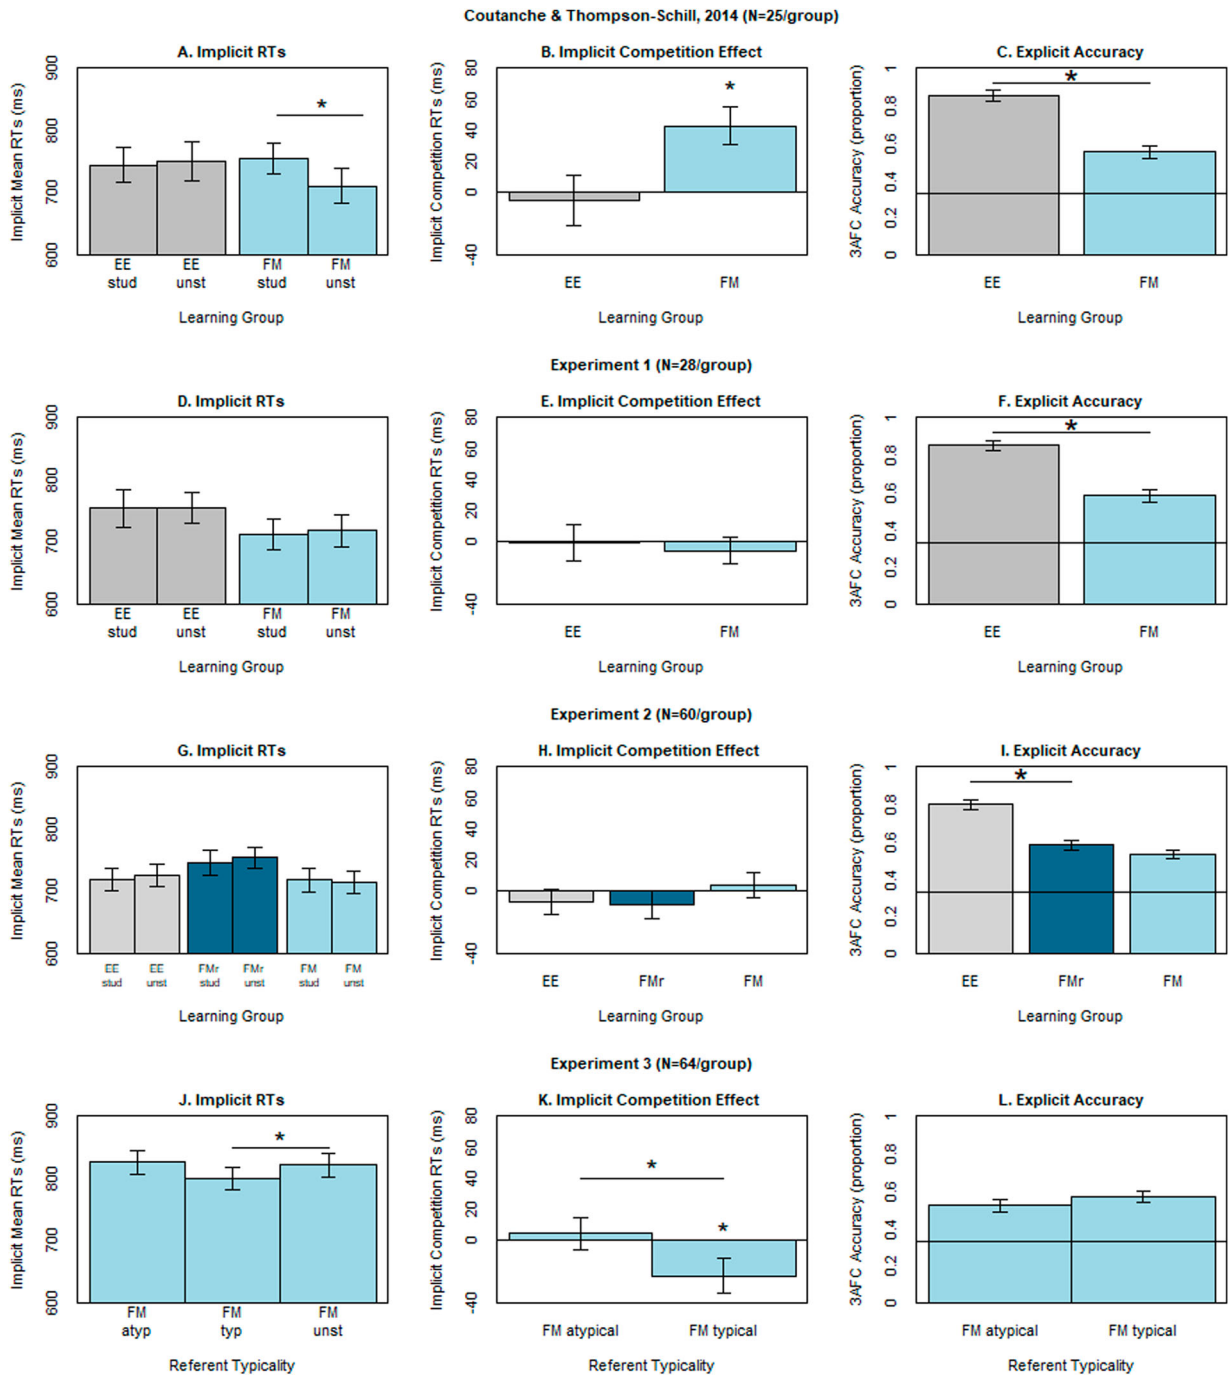 Coutanche & Thompson-Schill, 2014 (N=25/group)
A. Implicit RTs
Implicit Mean RTs (ms)
900
800
700
600
*
EE stud
EE unst
FM stud
FM unst
Learning Group
B. Implicit Competition Effect
Implicit Competition RTs (ms)
80
60
40
20
0
-40
*
EE
FM
Learning Group
C. Explicit Accuracy
3AFC Accuracy (proportion)
1
0.8
0.6
0.4
0.2
0
*
EE
FM
Learning Group
Experiment 1 (N=28/group)
D. Implicit RTs
Implicit Mean RTs (ms)
900
800
700
600
EE stud
EE unst
FM stud
FM unst
Learning Group
E. Implicit Competition Effect
Implicit Competition RTs (ms)
80
60
40
20
0
-40
EE
FM
Learning Group
F. Explicit Accuracy
3AFC Accuracy (proportion)
1
0.8
0.6
0.4
0.2
0
*
EE
FM
Learning Group
Experiment 2 (N=60/group)
G. Implicit RTs
Implicit Mean RTs (ms)
900
800
700
600
EE stud
EE unst
FMr stud
FMr unst
FM stud
FM unst
Learning Group
H. Implicit Competition Effect
Implicit Competition RTs (ms)
80
60
40
20
0
-40
EE
FMr
FM
Learning Group
I. Explicit Accuracy
3AFC Accuracy (proportion)
1
0.8
0.6
0.4
0.2
0
*
EE
FMr
FM
Learning Group
Experiment 3 (N=64/group)
J. Implicit RTs
Implicit Mean RTs (ms)
900
800
700
600
*
FM atyp
FM typ
FM unst
Referent Typicality
K. Implicit Competition Effect
Implicit Competition RTs (ms)
80
60
40
20
0
-40
*
*
FM atypical
FM typical
Referent Typicality
L. Explicit Accuracy
3AFC Accuracy (proportion)
1
0.8
0.6
0.4
0.2
0
FM atypical
FM typical
Referent Typicality